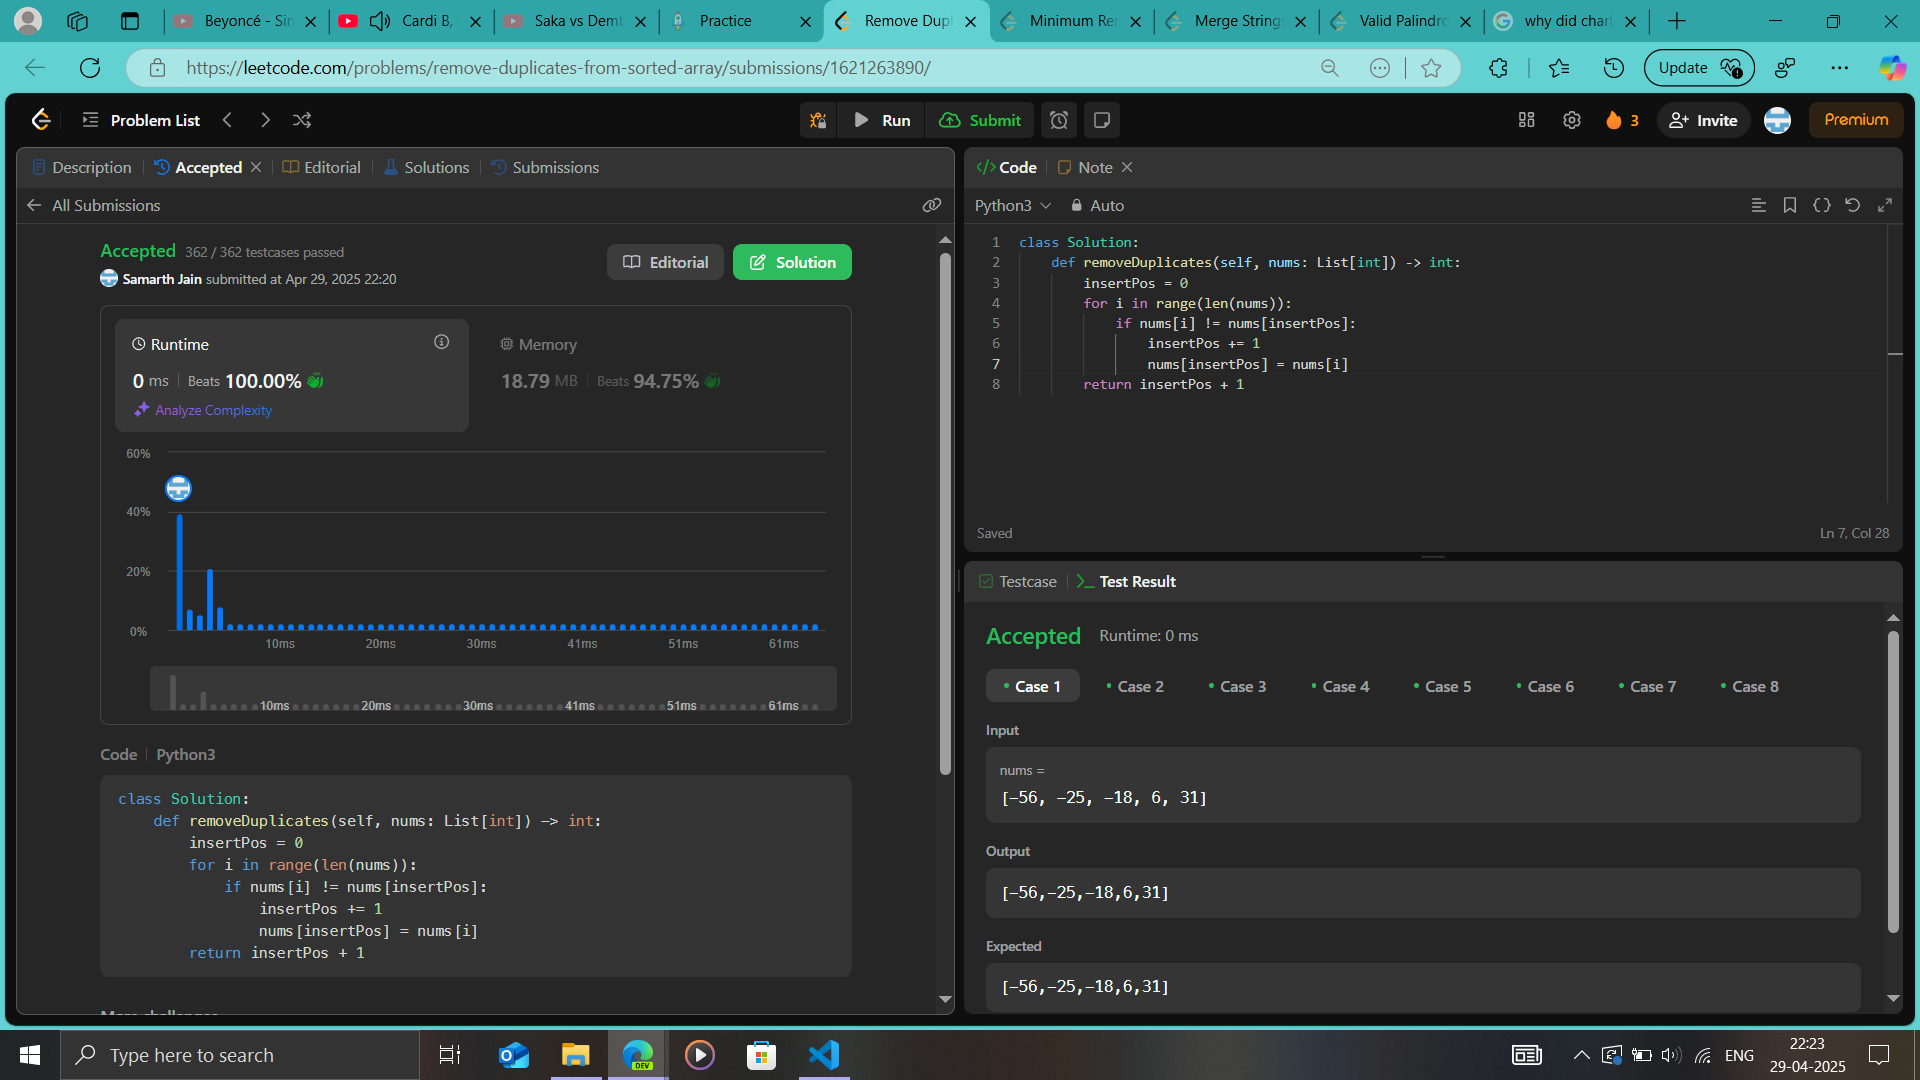 Beyoncé - Sin
Cardi B,
Saka vs Demb
Practice
Remove Dupl
Minimum Rem
Merge String
Valid Palindro
why did charl
https://leetcode.com/problems/remove-duplicates-from-sorted-array/submissions/1621263890/
Update
Problem List
Run
Submit
3
Invite
Premium
Description
Accepted
Editorial
Solutions
Submissions
All Submissions
Accepted 362 / 362 testcases passed
Samarth Jain submitted at Apr 29, 2025 22:20
Editorial
Solution
Runtime
0 ms Beats 100.00%
Analyze Complexity
Memory
18.79 MB Beats 94.75%
60%
40%
20%
0%
10ms 20ms 30ms 41ms 51ms 61ms
10ms 20ms 30ms 41ms 51ms 61ms
Code Python3
class Solution:
    def removeDuplicates(self, nums: List[int]) -> int:
        insertPos = 0
        for i in range(len(nums)):
            if nums[i] != nums[insertPos]:
                insertPos += 1
                nums[insertPos] = nums[i]
        return insertPos + 1
Code
Note
Python3
Auto
1 class Solution:
2     def removeDuplicates(self, nums: List[int]) -> int:
3         insertPos = 0
4         for i in range(len(nums)):
5             if nums[i] != nums[insertPos]:
6                 insertPos += 1
7                 nums[insertPos] = nums[i]
8         return insertPos + 1
Saved
Ln 7, Col 28
Testcase
Test Result
Accepted Runtime: 0 ms
Case 1
Case 2
Case 3
Case 4
Case 5
Case 6
Case 7
Case 8
Input
nums =
[-56, -25, -18, 6, 31]
Output
[-56,-25,-18,6,31]
Expected
[-56,-25,-18,6,31]
Type here to search
DEV
ENG
22:23
29-04-2025